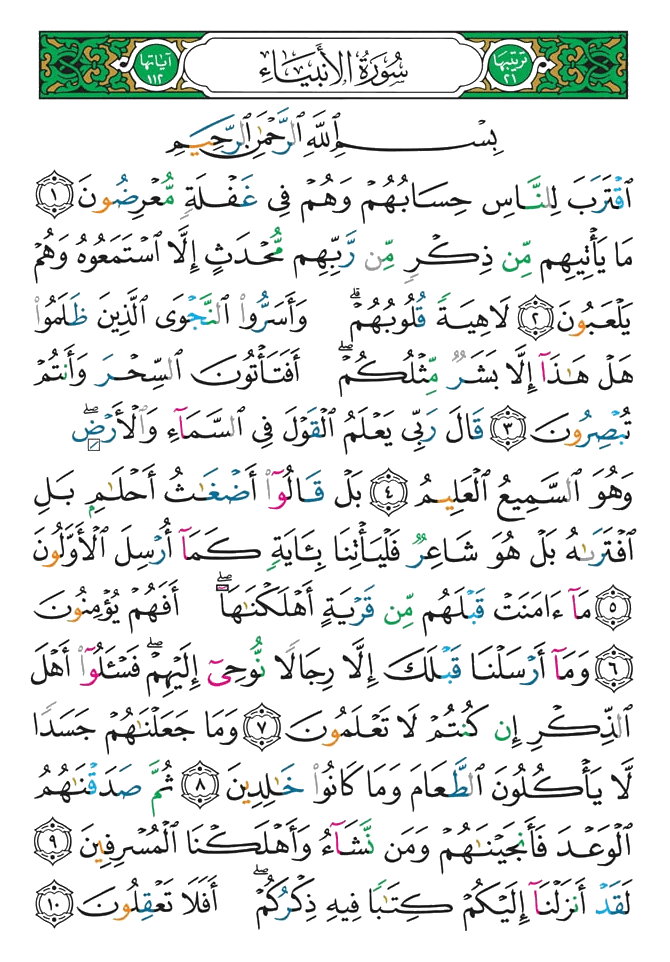 ترتيبها ٢١ سُورَةُ الأَنبِيَاء آياتها ١١٢
بِسۡمِ ٱللَّهِ ٱلرَّحۡمَٰنِ ٱلرَّحِيمِ
ٱقۡتَرَبَ لِلنَّاسِ حِسَابُهُمۡ وَهُمۡ فِي غَفۡلَةٖ مُّعۡرِضُونَ ١
مَا يَأۡتِيهِم مِّن ذِكۡرٖ مِّن رَّبِّهِم مُّحۡدَثٍ إِلَّا ٱسۡتَمَعُوهُ وَهُمۡ
يَلۡعَبُونَ ٢ لَاهِيَةٗ قُلُوبُهُمۡۗ وَأَسَرُّواْ ٱلنَّجۡوَى ٱلَّذِينَ ظَلَمُواْ
هَلۡ هَٰذَآ إِلَّا بَشَرٞ مِّثۡلُكُمۡۖ أَفَتَأۡتُونَ ٱلسِّحۡرَ وَأَنتُمۡ
تُبۡصِرُونَ ٣ قَالَ رَبِّي يَعۡلَمُ ٱلۡقَوۡلَ فِي ٱلسَّمَآءِ وَٱلۡأَرۡضِۖ
وَهُوَ ٱلسَّمِيعُ ٱلۡعَلِيمُ ٤ بَلۡ قَالُوٓاْ أَضۡغَٰثُ أَحۡلَٰمِۭ بَلِ
ٱفۡتَرَىٰهُ بَلۡ هُوَ شَاعِرٞ فَلۡيَأۡتِنَا بِـَٔايَةٖ كَمَآ أُرۡسِلَ ٱلۡأَوَّلُونَ
٥ مَآ ءَامَنَتۡ قَبۡلَهُم مِّن قَرۡيَةٍ أَهۡلَكۡنَٰهَآۖ أَفَهُمۡ يُؤۡمِنُونَ
٦ وَمَآ أَرۡسَلۡنَا قَبۡلَكَ إِلَّا رِجَالٗا نُّوحِيٓ إِلَيۡهِمۡۖ فَسۡـَٔلُوٓاْ أَهۡلَ
ٱلذِّكۡرِ إِن كُنتُمۡ لَا تَعۡلَمُونَ ٧ وَمَا جَعَلۡنَٰهُمۡ جَسَدٗا
لَّا يَأۡكُلُونَ ٱلطَّعَامَ وَمَا كَانُواْ خَٰلِدِينَ ٨ ثُمَّ صَدَقۡنَٰهُمُ
ٱلۡوَعۡدَ فَأَنجَيۡنَٰهُمۡ وَمَن نَّشَآءُ وَأَهۡلَكۡنَا ٱلۡمُسۡرِفِينَ ٩
لَقَدۡ أَنزَلۡنَآ إِلَيۡكُمۡ كِتَٰبٗا فِيهِ ذِكۡرُكُمۡۖ أَفَلَا تَعۡقِلُونَ ١٠